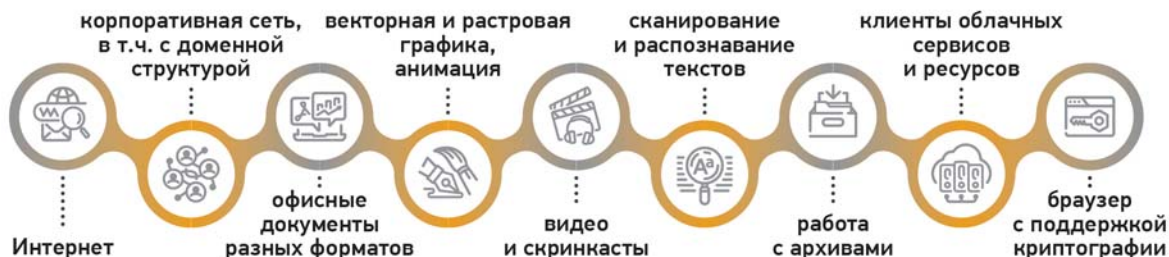 корпоративная сеть,
в т.ч. с доменной
структурой
векторная и растровая
графика,
анимация
сканирование
и распознавание
текстов
клиенты облачных
сервисов
и ресурсов
Aa
Интернет
офисные
документы
разных форматов
видео
и скринкасты
работа
с архивами
браузер
с поддержкой
криптографии